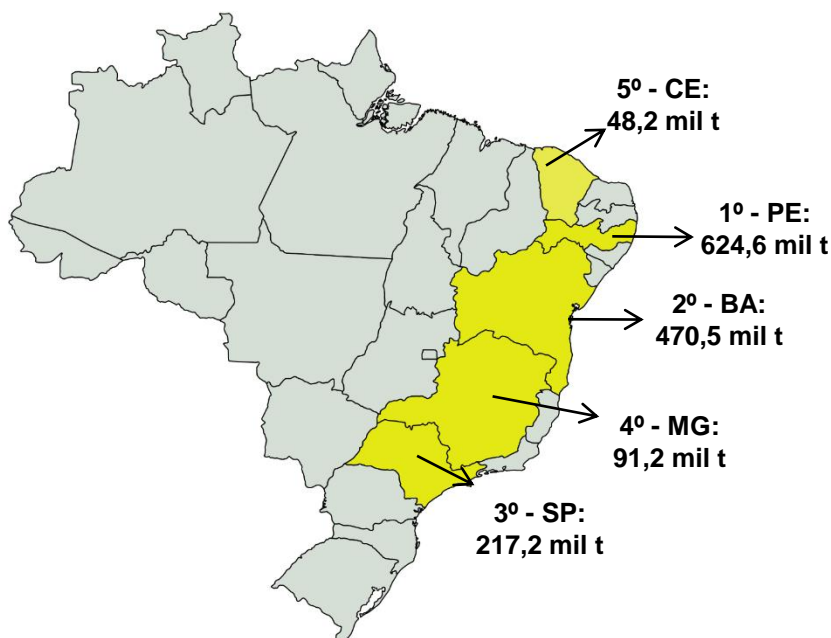 5º - CE:
48,2 mil t
1º - PE:
624,6 mil t
2º - BA:
470,5 mil t
4º - MG:
91,2 mil t
3º - SP:
217,2 mil t